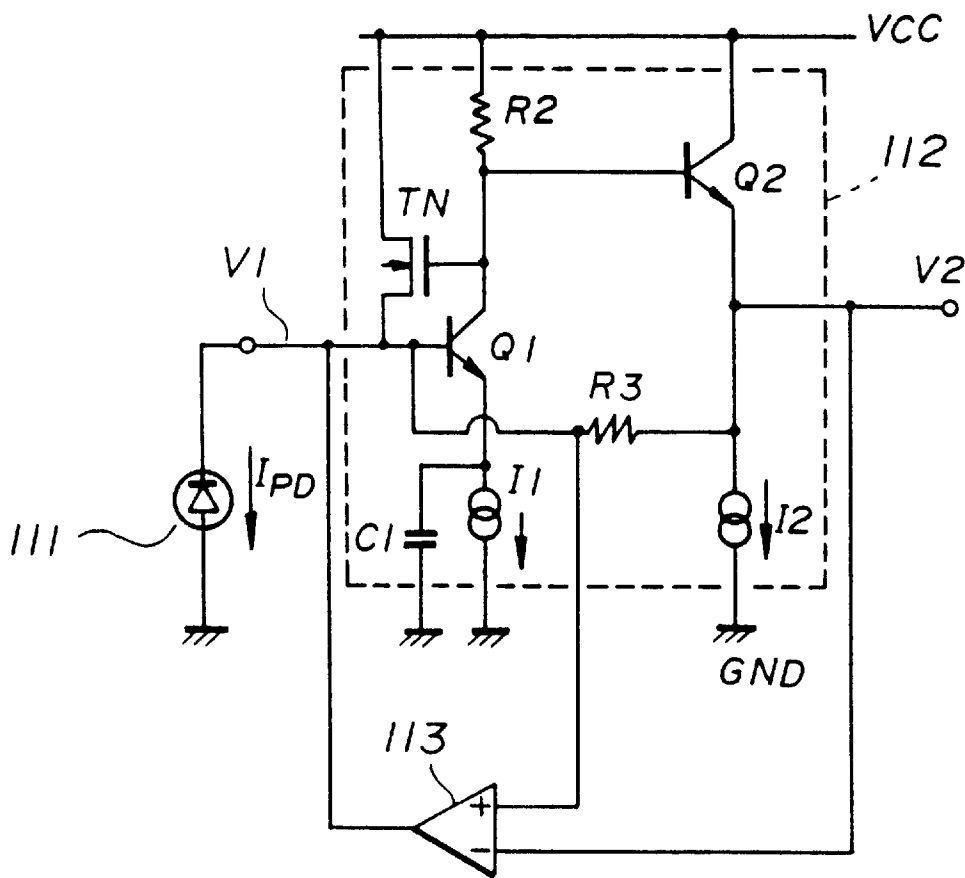 VCC
R2
112
Q2
TN
V1
V2
Q1
R3
IPD
I1
I2
111
C1
GND
113
+
−